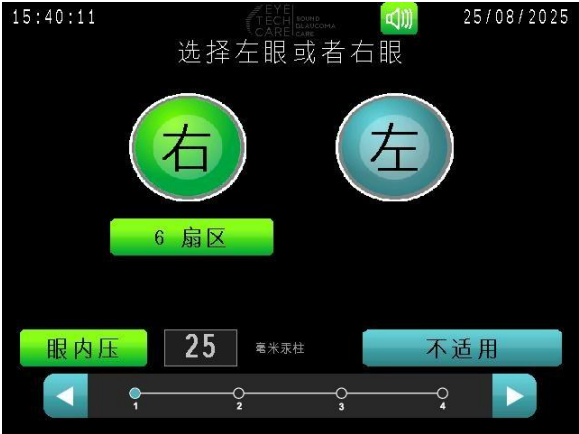 15:40:11
EYE TECH CARE
SOUND GLAUCOMA CARE
25/08/2025
选择左眼或者右眼
右
左
6 扇区
眼内压
25
毫米汞柱
不适用
1 2 3 4